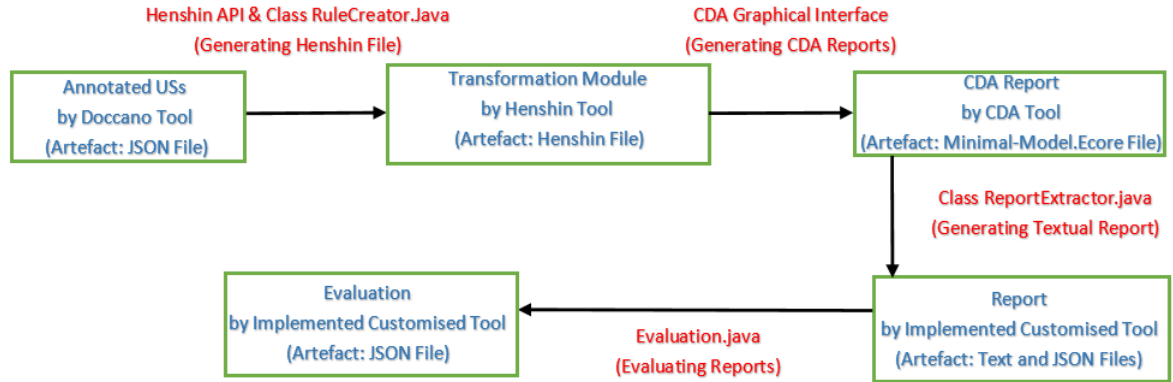 Henshin API & Class RuleCreator.Java
(Generating Henshin File)
CDA Graphical Interface
(Generating CDA Reports)
Annotated USs
by Doccano Tool
(Artefact: JSON File)
Transformation Module
by Henshin Tool
(Artefact: Henshin File)
CDA Report
by CDA Tool
(Artefact: Minimal-Model.Ecore File)
Class ReportExtractor.java
(Generating Textual Report)
Evaluation
by Implemented Customised Tool
(Artefact: JSON File)
Evaluation.java
(Evaluating Reports)
Report
by Implemented Customised Tool
(Artefact: Text and JSON Files)